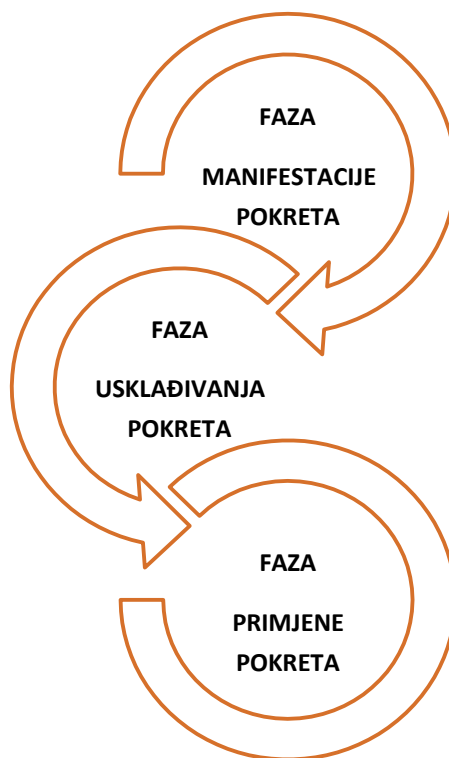 FAZA
MANIFESTACIJE
POKRETA
FAZA
USKLAĐIVANJA
POKRETA
FAZA
PRIMJENE
POKRETA